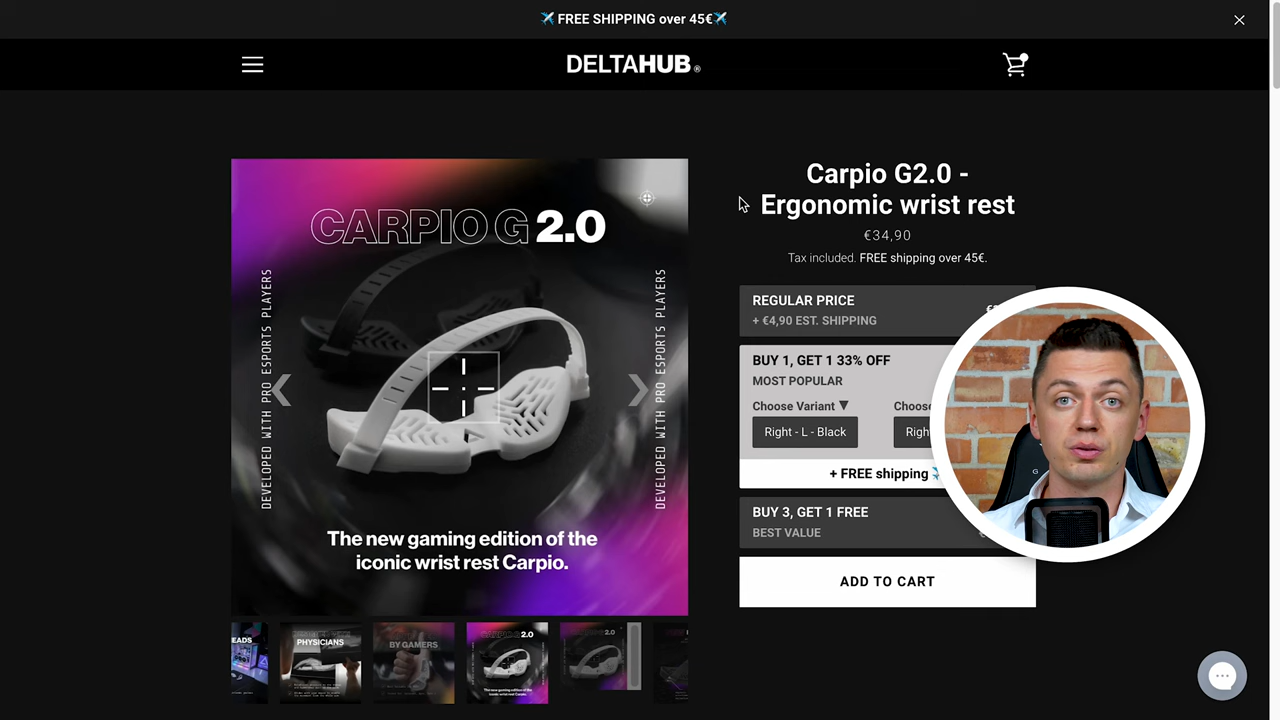 ✈️ FREE SHIPPING over 45€✈️
DELTAHUB®
CARPIO G 2.0
DEVELOPED WITH PRO ESPORTS PLAYERS
DEVELOPED WITH PRO ESPORTS PLAYERS
The new gaming edition of the
iconic wrist rest Carpio.
EADS
PHYSICIANS
BY GAMERS
2.0
Carpio G2.0 -
Ergonomic wrist rest
€34,90
Tax included. FREE shipping over 45€.
REGULAR PRICE
+ €4,90 EST. SHIPPING
BUY 1, GET 1 33% OFF
MOST POPULAR
Choose Variant ▼
Choos
Right - L - Black
Righ
+ FREE shipping ✈️
BUY 3, GET 1 FREE
BEST VALUE
ADD TO CART